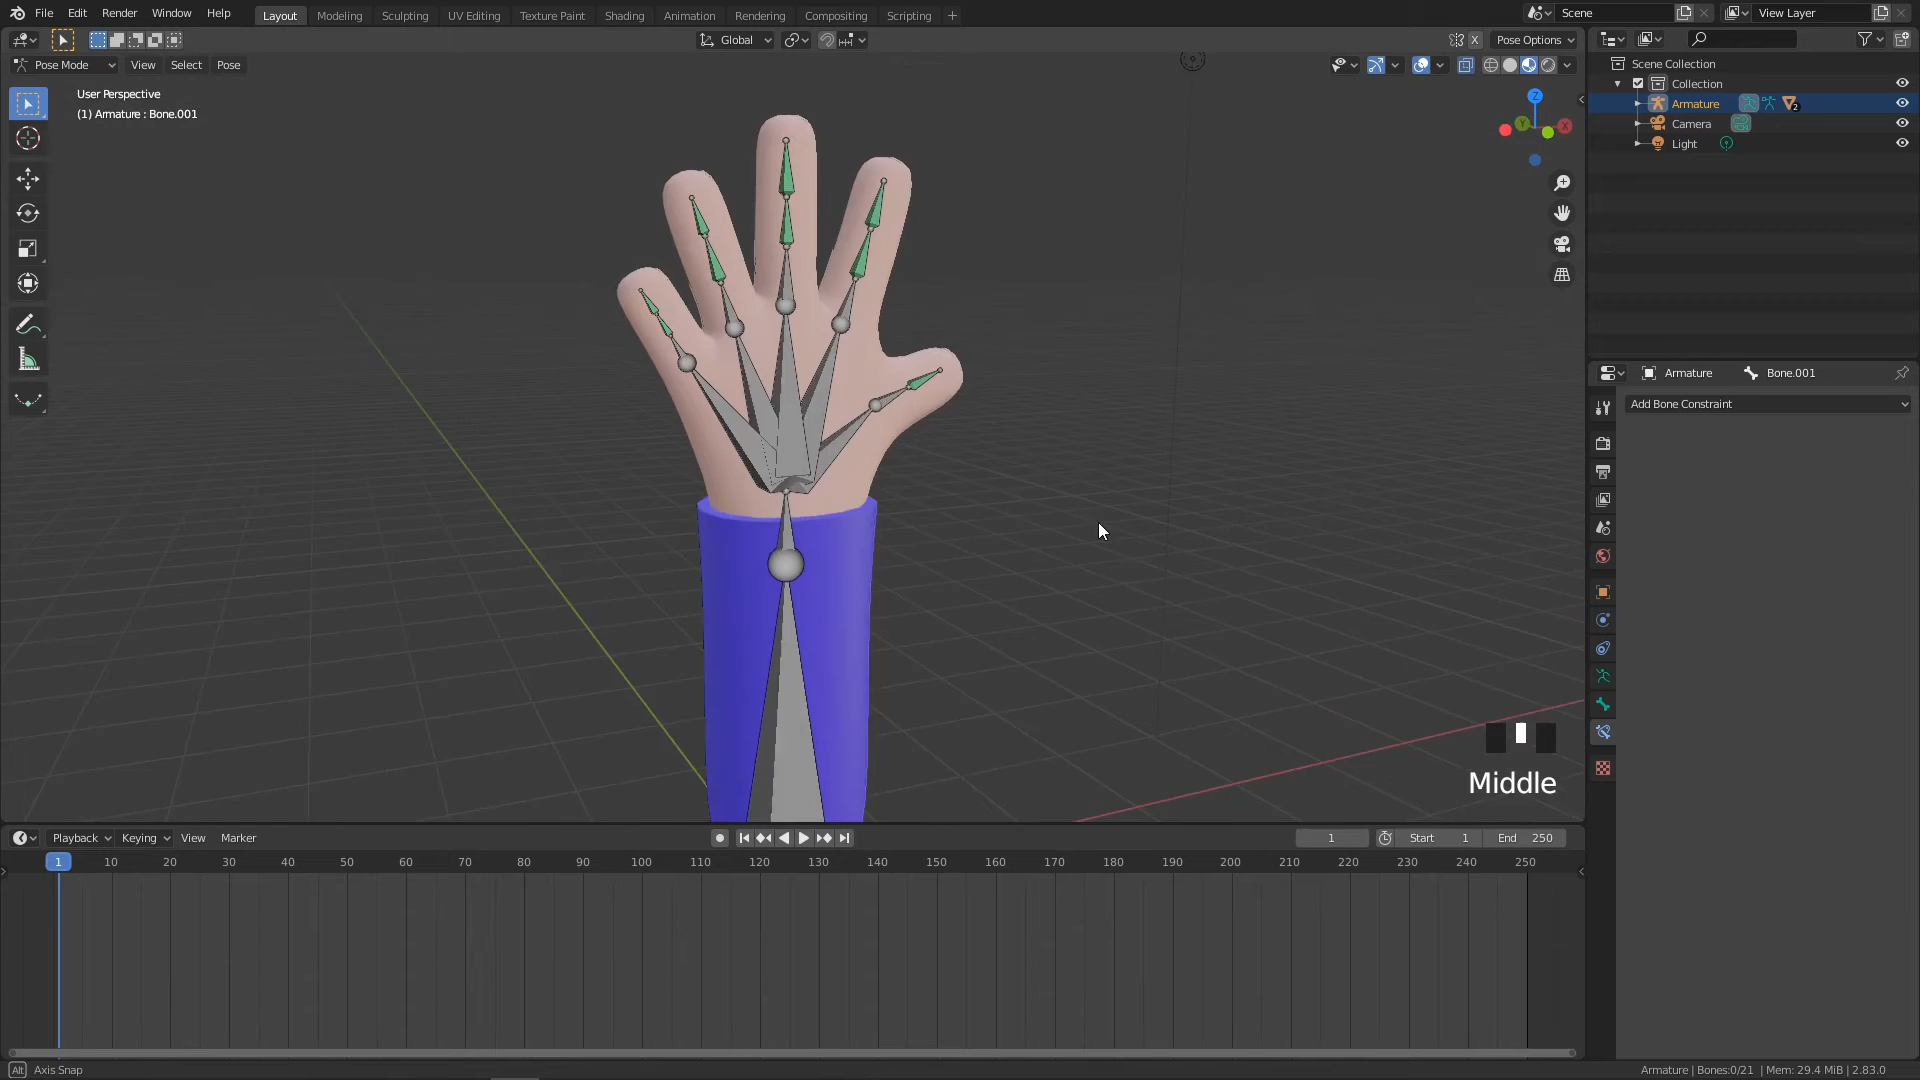 File Edit Render Window Help Layout Modeling Sculpting UV Editing Texture Paint Shading Animation Rendering Compositing Scripting + Scene View Layer
Global X Pose Options
Pose Mode View Select Pose
User Perspective
(1) Armature : Bone.001
Scene Collection
Collection
Armature 2
Camera
Light
Z
Y
X
Armature Bone.001
Add Bone Constraint
Middle
Playback Keying View Marker 1 Start 1 End 250
1 10 20 30 40 50 60 70 80 90 100 110 120 130 140 150 160 170 180 190 200 210 220 230 240 250
Alt Axis Snap Armature | Bones:0/21 | Mem: 29.4 MiB | 2.83.0